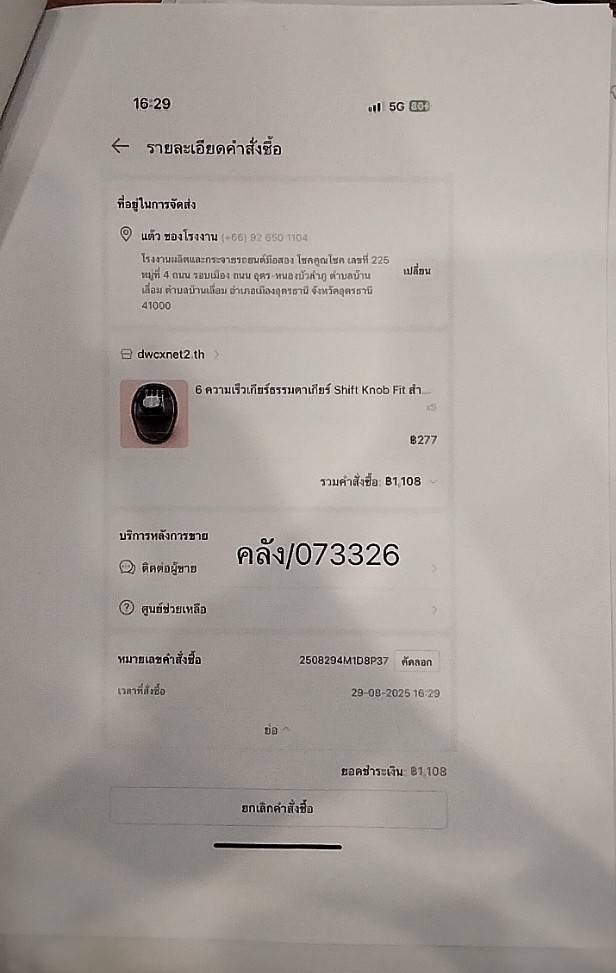 16:29
5G 80+
รายละเอียดคำสั่งซื้อ
ที่อยู่ในการจัดส่ง
แต้ว ของโรงงาน (+66) 92 650 1104
โรงงานผลิตและกระจายรถยนต์มือสอง โชคคูณโชค เลขที่ 225
หมู่ที่ 4 ถนน รอบเมือง ถนน อุดร-หนองบัวลำภู ตำบลบ้าน
เลื่อม ตำบลบ้านเลื่อม อำเภอเมืองอุดรธานี จังหวัดอุดรธานี
41000
เปลี่ยน
dwcxnet2.th
6 ความเร็วเกียร์ธรรมดาเกียร์ Shift Knob Fit สำ...
x5
฿277
รวมคำสั่งซื้อ: ฿1,108
บริการหลังการขาย
คลัง/073326
ติดต่อผู้ขาย
ศูนย์ช่วยเหลือ
หมายเลขคำสั่งซื้อ 2508294M1D8P37 คัดลอก
เวลาที่สั่งซื้อ 29-08-2025 16:29
ย่อ
ยอดชำระเงิน: ฿1,108
ยกเลิกคำสั่งซื้อ